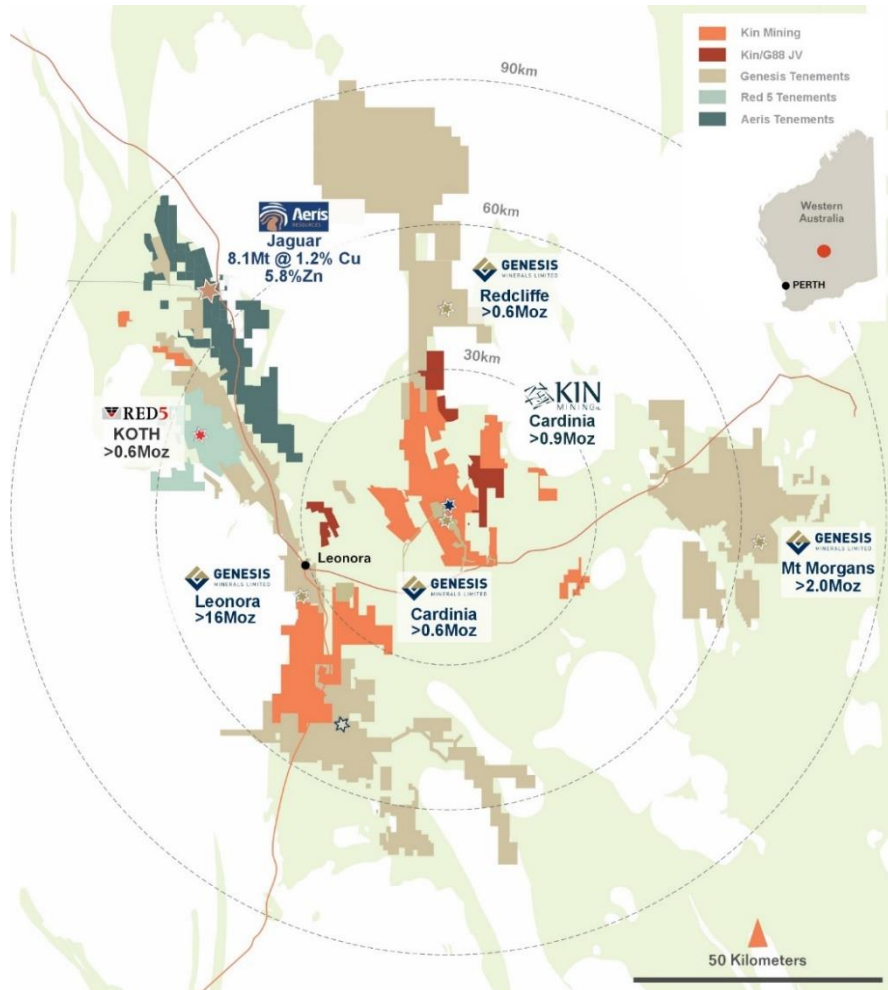 Kin Mining
Kin/G88 JV
Genesis Tenements
Red 5 Tenements
Aeris Tenements
90km
Western
Australia
PERTH
60km
Aeris
RESOURCES
Jaguar
8.1Mt @ 1.2% Cu
5.8%Zn
GENESIS
MINERALS LIMITED
Redcliffe
>0.6Moz
30km
KIN
MINING
Cardinia
>0.9Moz
RED5
KOTH
>0.6Moz
GENESIS
MINERALS LIMITED
Mt Morgans
>2.0Moz
Leonora
GENESIS
MINERALS LIMITED
Leonora
>16Moz
GENESIS
MINERALS LIMITED
Cardinia
>0.6Moz
50 Kilometers